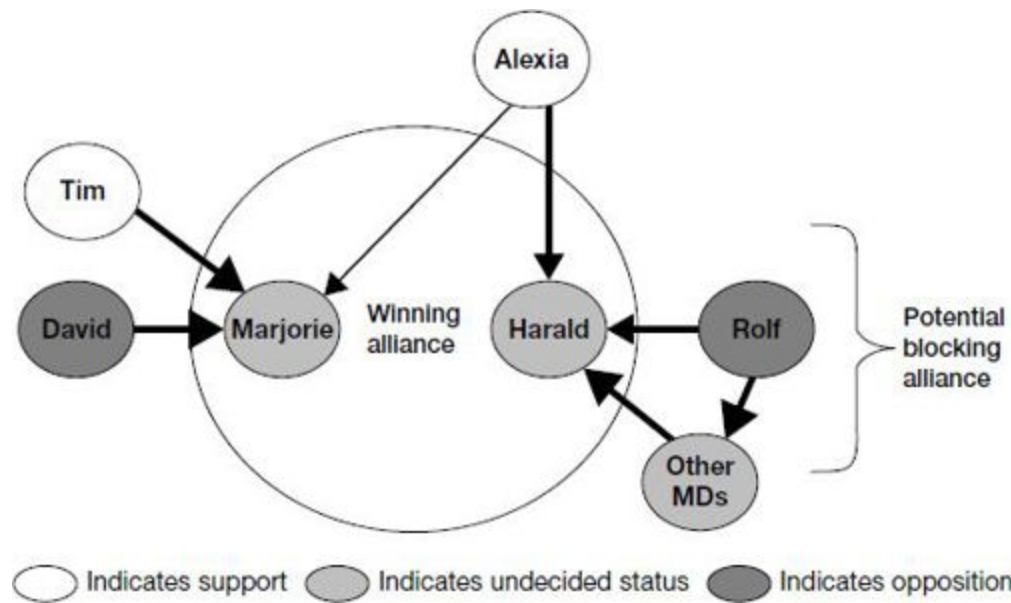 Alexia
Tim
David
Marjorie
Winning
alliance
Harald
Rolf
Potential
blocking
alliance
Other
MDs
Indicates support
Indicates undecided status
Indicates opposition